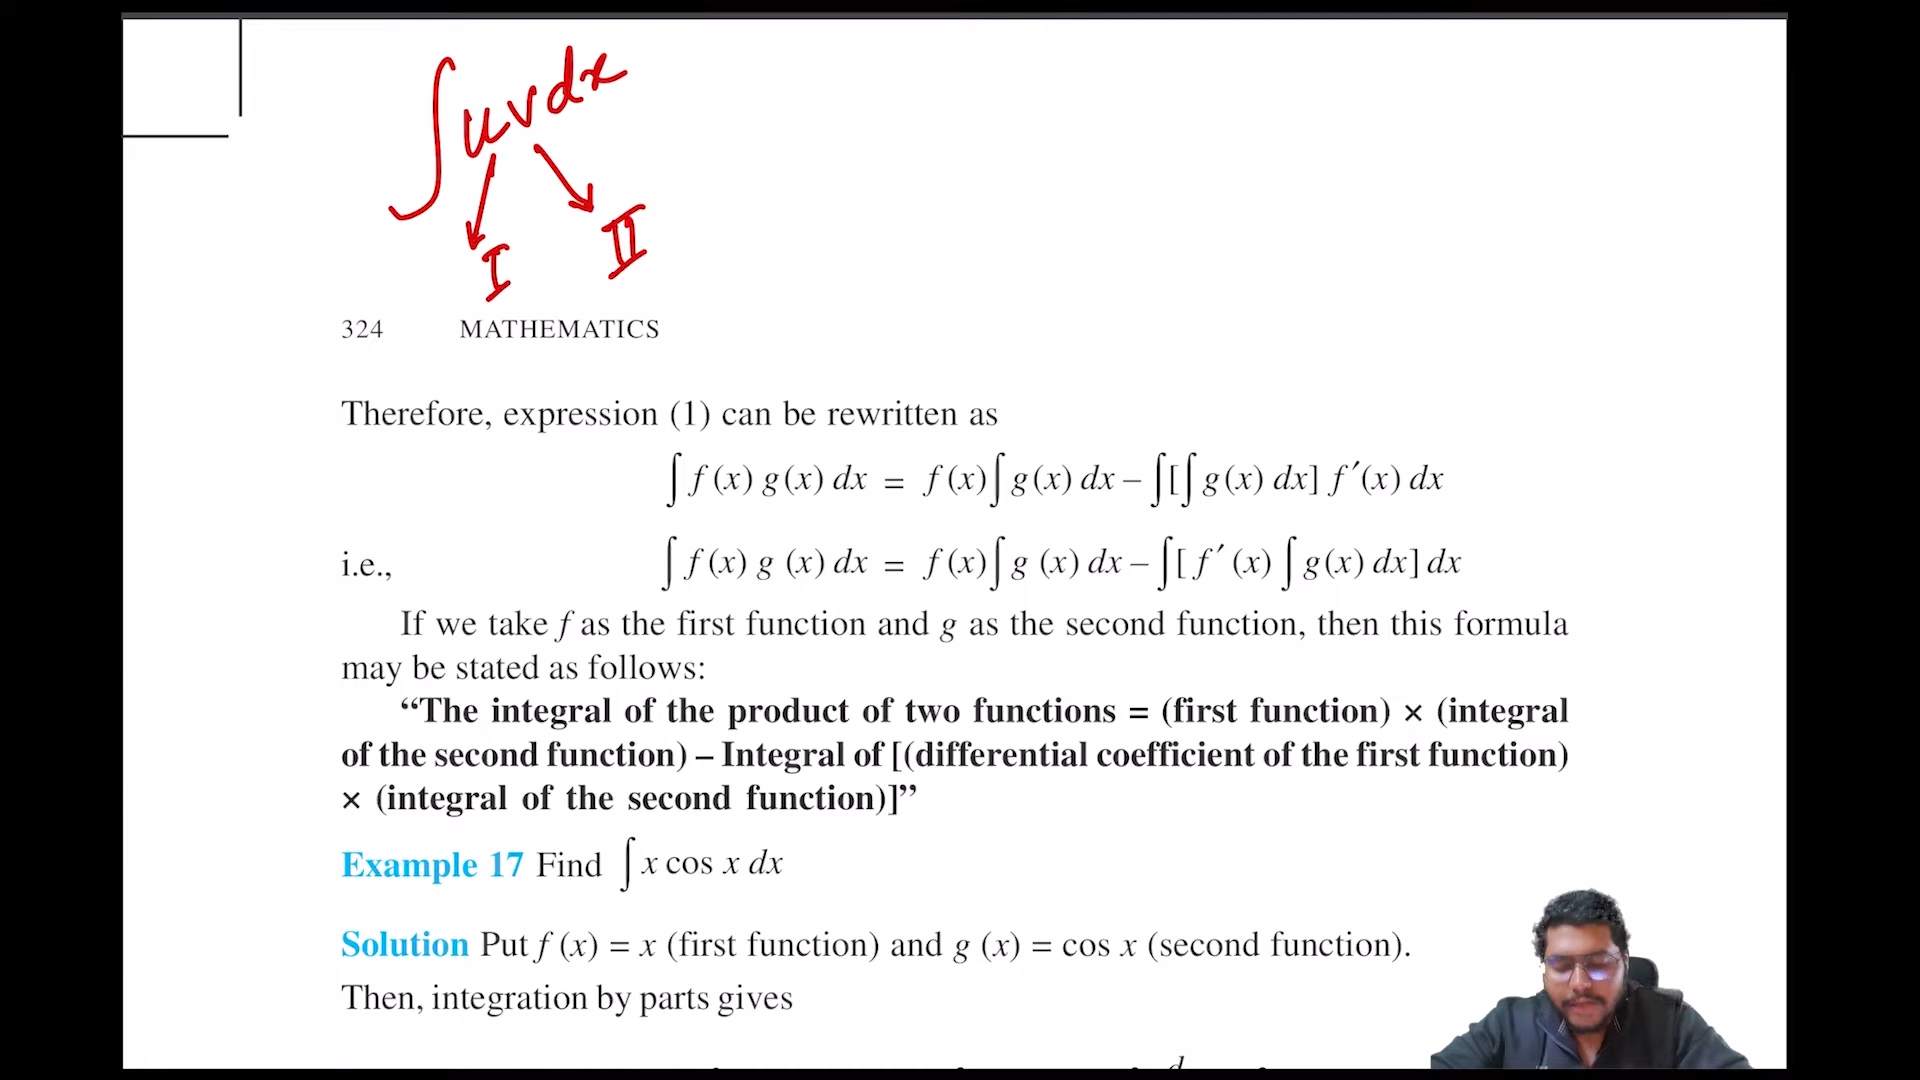 ∫uvdx
I II
324 MATHEMATICS
Therefore, expression (1) can be rewritten as
∫ f (x) g(x) dx = f (x)∫ g(x) dx – ∫[∫ g(x) dx] f ′(x) dx
i.e., ∫ f (x) g (x) dx = f (x)∫ g (x) dx – ∫[ f ′ (x) ∫ g(x) dx] dx
If we take f as the first function and g as the second function, then this formula
may be stated as follows:
“The integral of the product of two functions = (first function) × (integral
of the second function) – Integral of [(differential coefficient of the first function)
× (integral of the second function)]”
Example 17 Find ∫ x cos x dx
Solution Put f (x) = x (first function) and g (x) = cos x (second function).
Then, integration by parts gives